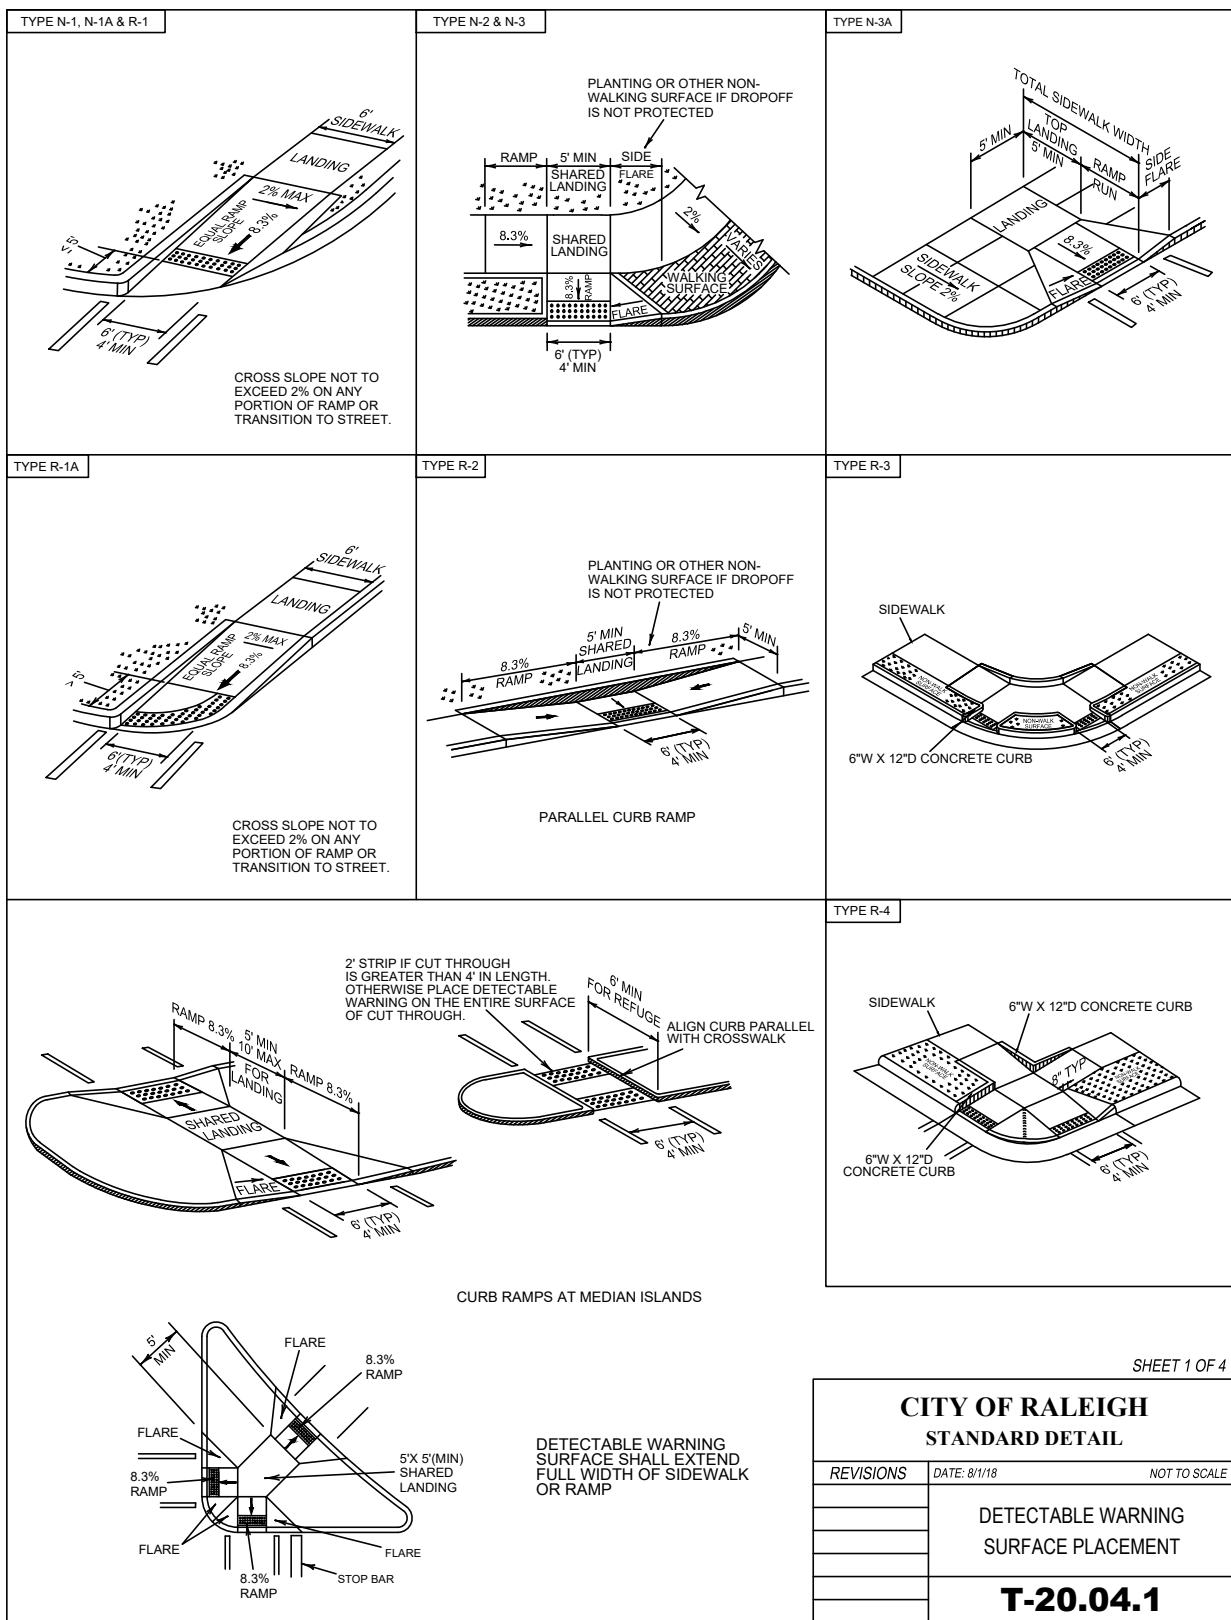 TYPE N-1, N-1A & R-1
6'
SIDEWALK
LANDING
2% MAX
EQUAL RAMP
SLOPE
8.3%
6' (TYP)
4' MIN
CROSS SLOPE NOT TO
EXCEED 2% ON ANY
PORTION OF RAMP OR
TRANSITION TO STREET.
TYPE N-2 & N-3
PLANTING OR OTHER NON-
WALKING SURFACE IF DROPOFF
IS NOT PROTECTED
RAMP
5' MIN
SHARED
LANDING
SIDE
FLARE
2%
VARIES
8.3%
SHARED
LANDING
WALKING
SURFACE
8.3%
RAMP
FLARE
6' (TYP)
4' MIN
TYPE N-3A
TOTAL SIDEWALK WIDTH
5' MIN
TOP
LANDING
5' MIN
RAMP
RUN
SIDE
FLARE
LANDING
8.3%
SIDEWALK
SLOPE 2%
FLARE
6' (TYP)
4' MIN
TYPE R-1A
6'
SIDEWALK
LANDING
2% MAX
EQUAL RAMP
SLOPE
8.3%
> 5'
6'(TYP)
4' MIN
CROSS SLOPE NOT TO
EXCEED 2% ON ANY
PORTION OF RAMP OR
TRANSITION TO STREET.
TYPE R-2
PLANTING OR OTHER NON-
WALKING SURFACE IF DROPOFF
IS NOT PROTECTED
8.3%
RAMP
5' MIN
SHARED
LANDING
8.3%
RAMP
5' MIN
6' (TYP)
4' MIN
PARALLEL CURB RAMP
TYPE R-3
SIDEWALK
NON-WALK
SURFACE
NON-WALK
SURFACE
NON-WALK
SURFACE
6"W X 12"D CONCRETE CURB
6' (TYP)
4' MIN
2' STRIP IF CUT THROUGH
IS GREATER THAN 4' IN LENGTH.
OTHERWISE PLACE DETECTABLE
WARNING ON THE ENTIRE SURFACE
OF CUT THROUGH.
6' MIN
FOR REFUGE
ALIGN CURB PARALLEL
WITH CROSSWALK
RAMP 8.3%
5' MIN
10' MAX
FOR
LANDING
RAMP 8.3%
SHARED
LANDING
FLARE
6' (TYP)
4' MIN
6' (TYP)
4' MIN
CURB RAMPS AT MEDIAN ISLANDS
TYPE R-4
SIDEWALK
6"W X 12"D CONCRETE CURB
NON-WALK
SURFACE
8" TYP
6"W X 12"D
CONCRETE CURB
6' (TYP)
4' MIN
5'
MIN
FLARE
8.3%
RAMP
FLARE
8.3%
RAMP
5'X 5'(MIN)
SHARED
LANDING
FLARE
FLARE
8.3%
RAMP
STOP BAR
DETECTABLE WARNING
SURFACE SHALL EXTEND
FULL WIDTH OF SIDEWALK
OR RAMP
SHEET 1 OF 4
CITY OF RALEIGH
STANDARD DETAIL
REVISIONS
DATE: 8/1/18
NOT TO SCALE
DETECTABLE WARNING
SURFACE PLACEMENT
T-20.04.1